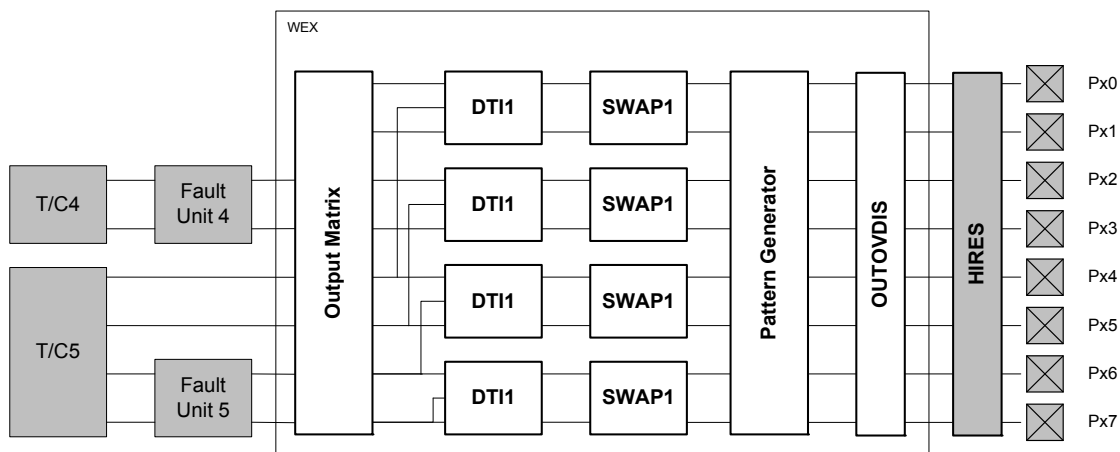 WEX
T/C4
Fault
Unit 4
T/C5
Fault
Unit 5
Output Matrix
DTI1
SWAP1
DTI1
SWAP1
DTI1
SWAP1
DTI1
SWAP1
Pattern Generator
OUTOVDIS
HIRES
Px0
Px1
Px2
Px3
Px4
Px5
Px6
Px7